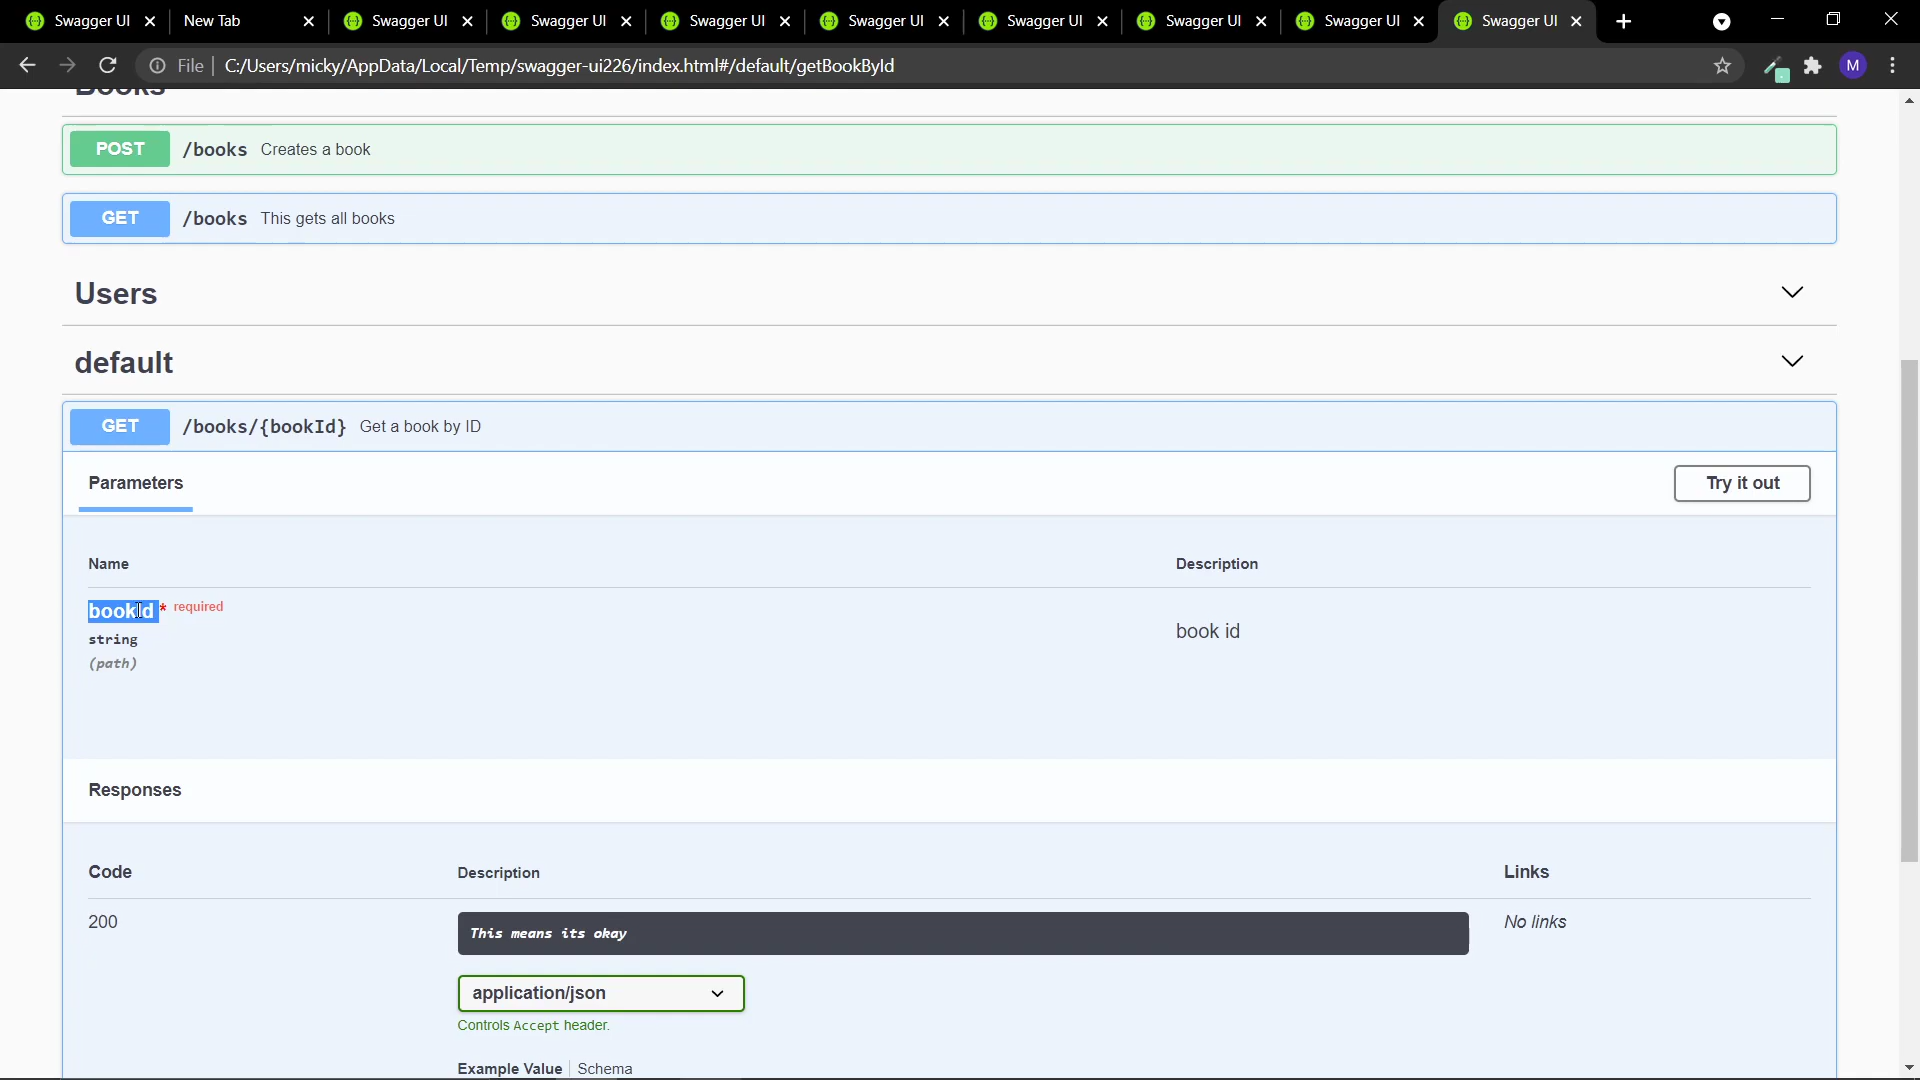 Swagger UI New Tab Swagger UI Swagger UI Swagger UI Swagger UI Swagger UI Swagger UI Swagger UI Swagger UI
File C:/Users/micky/AppData/Local/Temp/swagger-ui226/index.html#/default/getBookById M
Books
POST /books Creates a book
GET /books This gets all books
Users
default
GET /books/{bookId} Get a book by ID
Parameters Try it out
Name Description
bookId * required
string
(path)
book id
Responses
Code Description Links
200 This means its okay No links
application/json
Controls Accept header.
Example Value Schema